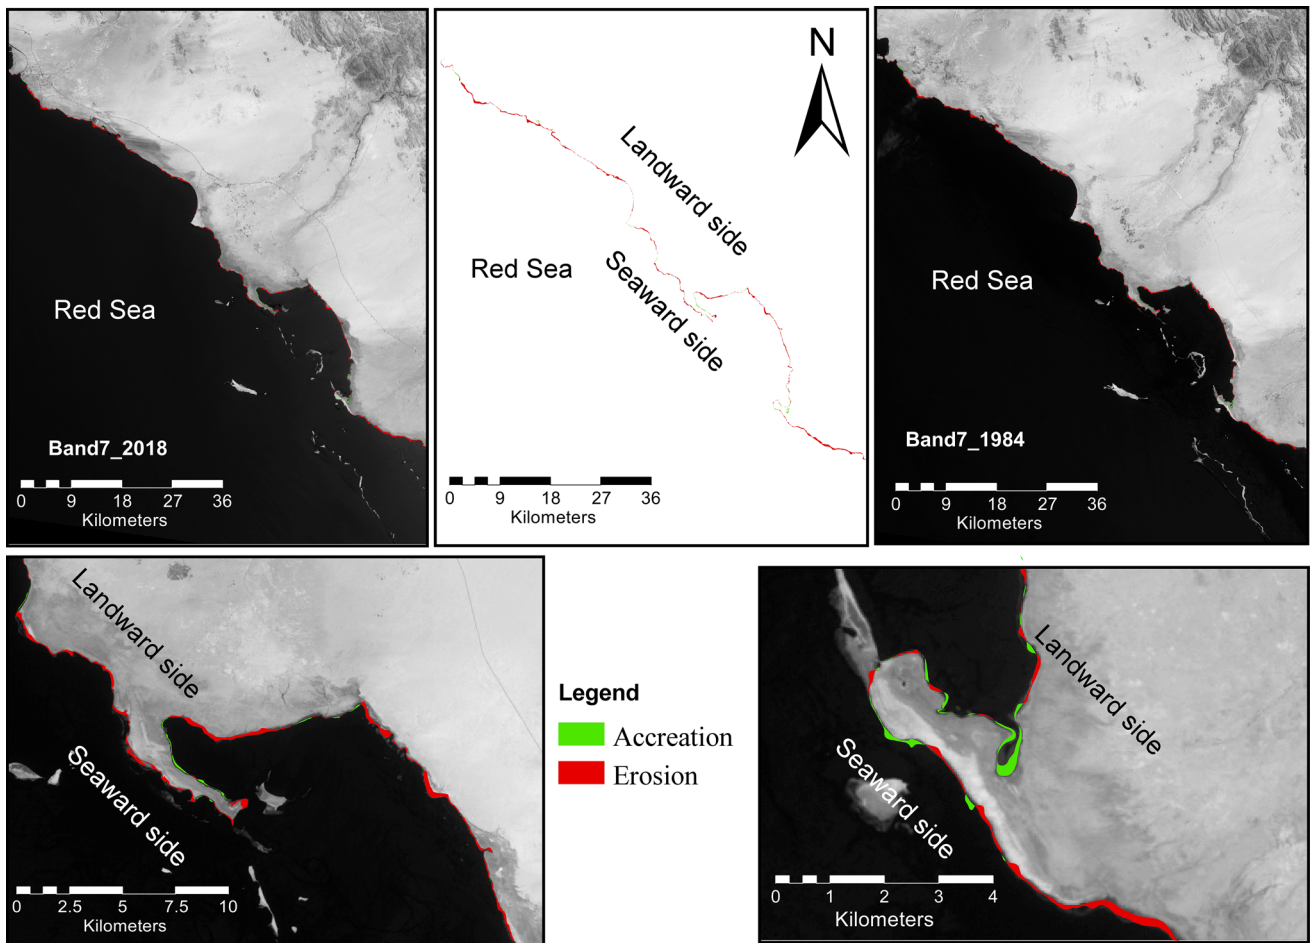 Red Sea
Band7_2018
0 9 18 27 36
Kilometers
N
Landward side
Red Sea
Seaward side
0 9 18 27 36
Kilometers
Red Sea
Band7_1984
0 9 18 27 36
Kilometers
Landward side
Seaward side
0 2.5 5 7.5 10
Kilometers
Legend
Accreation
Erosion
Landward side
Seaward side
0 1 2 3 4
Kilometers